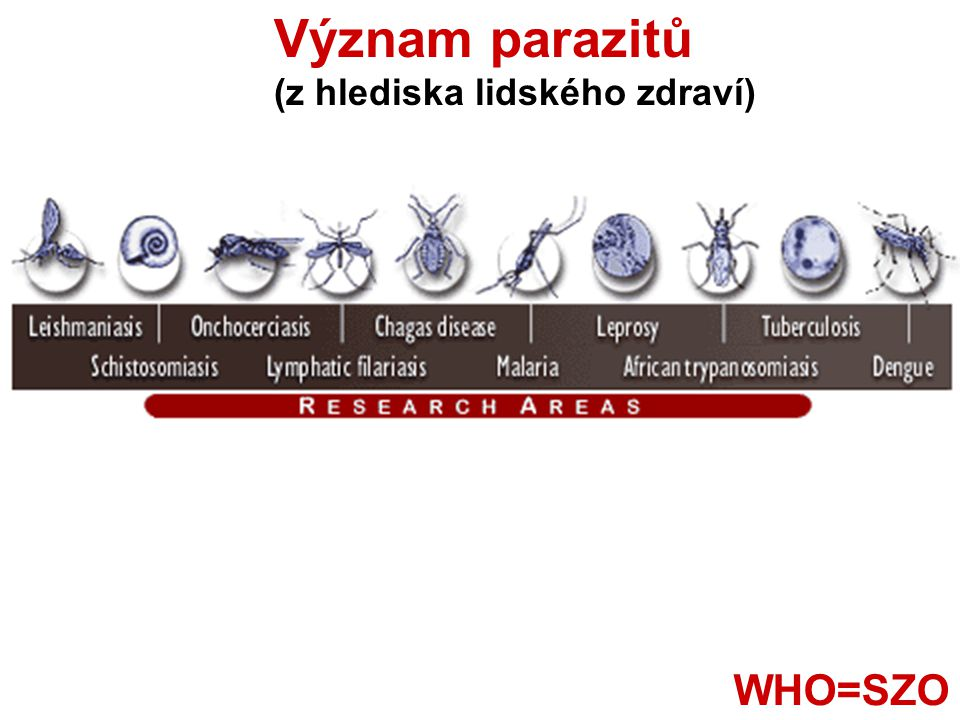 Význam parazitů
(z hlediska lidského zdraví)
Leishmaniasis Onchocerciasis Chagas disease Leprosy Tuberculosis
Schistosomiasis Lymphatic filariasis Malaria African trypanosomiasis Dengue
RESEARCH AREAS
WHO=SZO